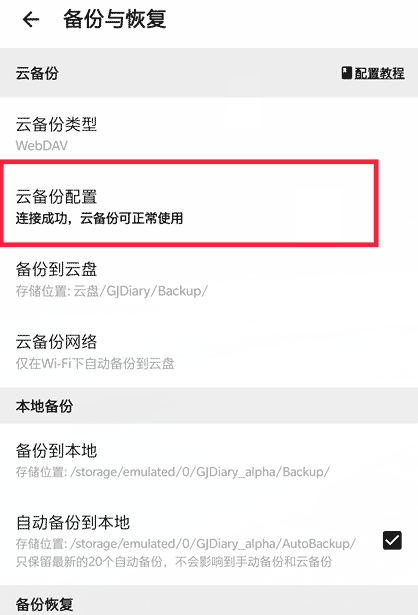 备份与恢复
云备份 配置教程
云备份类型
WebDAV
云备份配置
连接成功，云备份可正常使用
备份到云盘
存储位置: 云盘/GJDiary/Backup/
云备份网络
仅在Wi-Fi下自动备份到云盘
本地备份
备份到本地
存储位置: /storage/emulated/0/GJDiary_alpha/Backup/
自动备份到本地
存储位置: /storage/emulated/0/GJDiary_alpha/AutoBackup/
只保留最新的20个自动备份，不会影响到手动备份和云备份
备份恢复